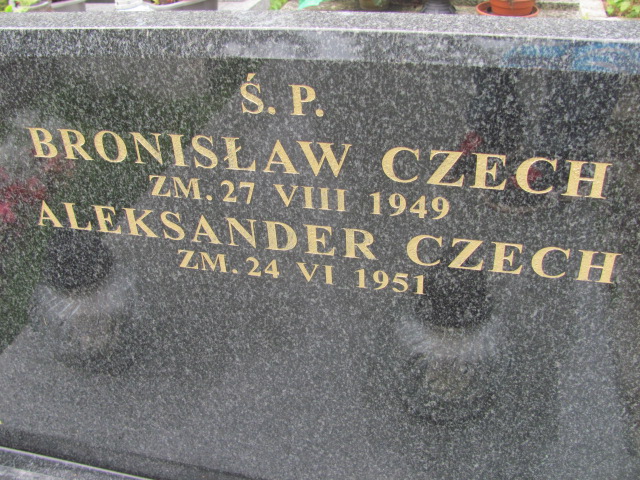 Ś. P.
BRONISŁAW CZECH
ZM. 27 VIII 1949
ALEKSANDER CZECH
ZM. 24 VI 1951